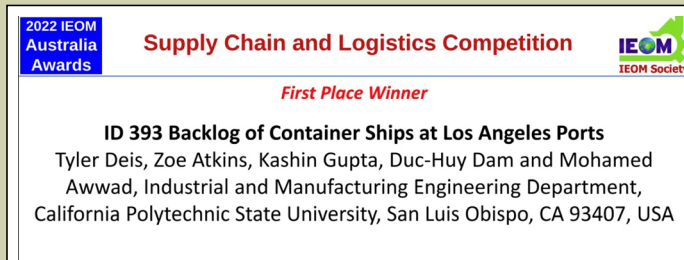 2022 IEOM
Australia
Awards
Supply Chain and Logistics Competition
IEOM
IEOM Society
First Place Winner
ID 393 Backlog of Container Ships at Los Angeles Ports
Tyler Deis, Zoe Atkins, Kashin Gupta, Duc-Huy Dam and Mohamed
Awwad, Industrial and Manufacturing Engineering Department,
California Polytechnic State University, San Luis Obispo, CA 93407, USA